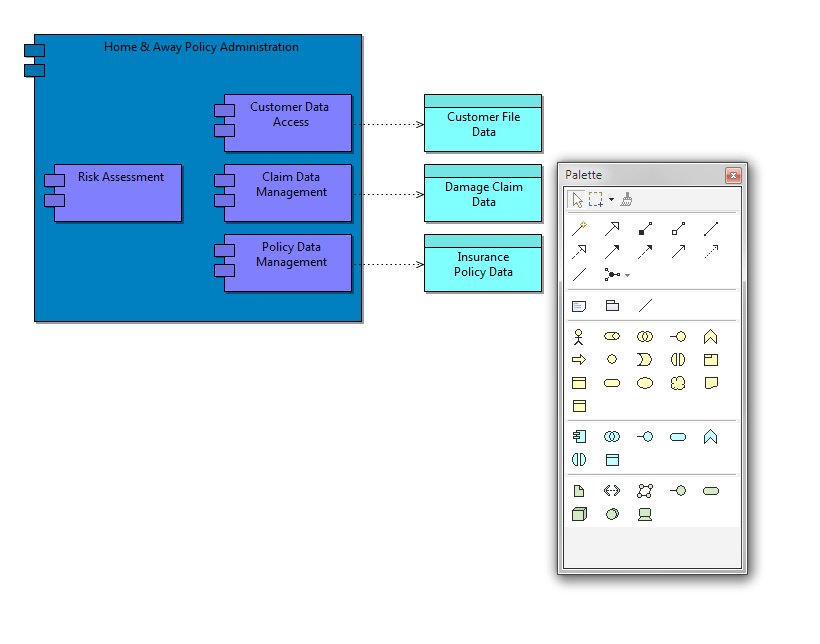 Home & Away Policy Administration
Customer Data
Access
Customer File
Data
Risk Assessment
Claim Data
Management
Damage Claim
Data
Policy Data
Management
Insurance
Policy Data
Palette